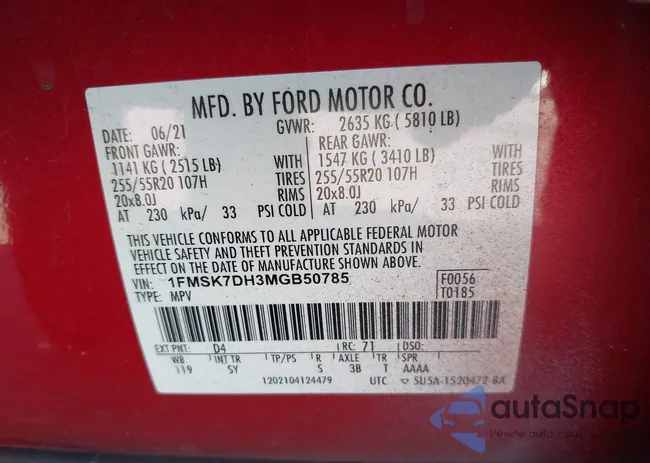 MFD. BY FORD MOTOR CO.
DATE: 06/21 GVWR: 2635 KG ( 5810 LB)
FRONT GAWR: REAR GAWR:
1141 KG ( 2515 LB) WITH 1547 KG ( 3410 LB) WITH
255/55R20 107H TIRES 255/55R20 107H TIRES
20x8.0J RIMS 20x8.0J RIMS
AT 230 kPa/ 33 PSI COLD AT 230 kPa/ 33 PSI COLD
THIS VEHICLE CONFORMS TO ALL APPLICABLE FEDERAL MOTOR
VEHICLE SAFETY AND THEFT PREVENTION STANDARDS IN
EFFECT ON THE DATE OF MANUFACTURE SHOWN ABOVE.
VIN: 1FMSK7DH3MGB50785 F0056
TYPE: MPV T0185
EXT PNT: D4 RC: 71 DSO:
WB INT TR TP/PS R AXLE TR SPR
119 SY S 3B T AAAA
1202104124479 UTC ▽ 5U5A-1520472-BA
autaSnap
Pewne auto z aukcji w USA